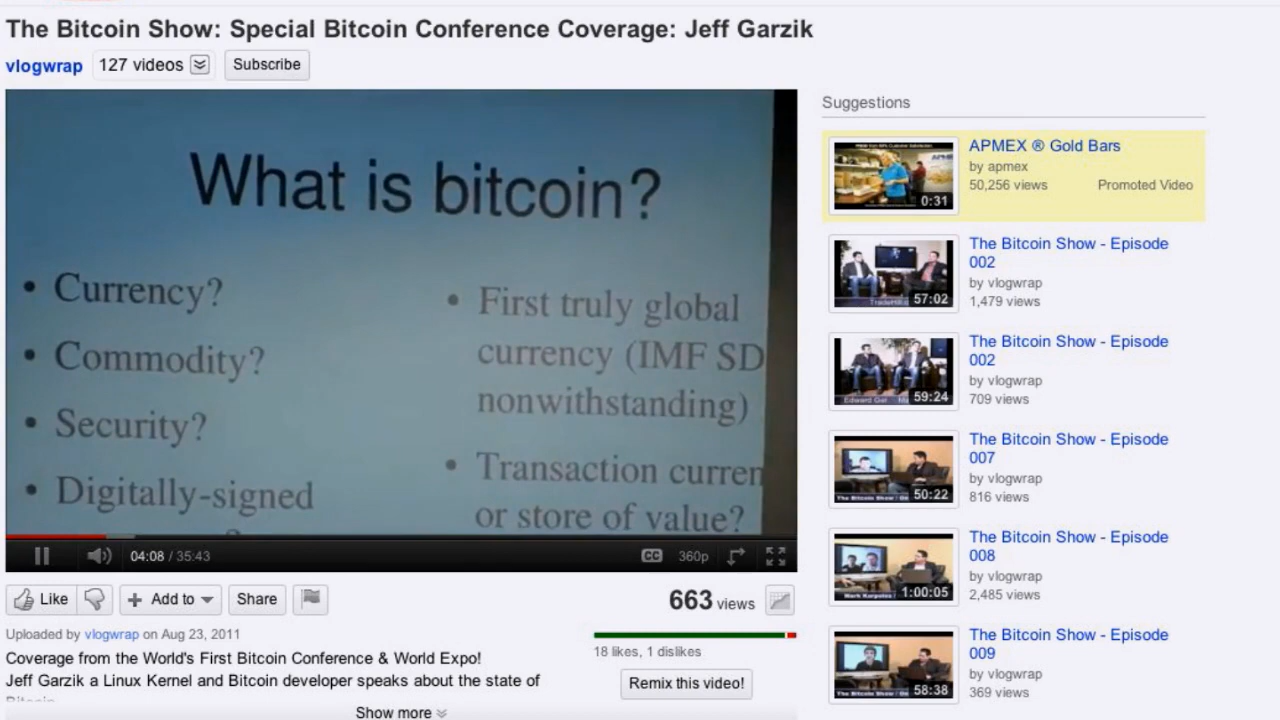 The Bitcoin Show: Special Bitcoin Conference Coverage: Jeff Garzik
vlogwrap 127 videos Subscribe
What is bitcoin?
• Currency?
• Commodity?
• Security?
• Digitally-signed
• First truly global
currency (IMF SD
nonwithstanding)
• Transaction curren
or store of value?
04:08 / 35:43
CC 360p
Like Add to Share
663 views
Uploaded by vlogwrap on Aug 23, 2011
18 likes, 1 dislikes
Coverage from the World's First Bitcoin Conference & World Expo!
Jeff Garzik a Linux Kernel and Bitcoin developer speaks about the state of
Remix this video!
Show more
Suggestions
APMEX ® Gold Bars
by apmex
50,256 views Promoted Video
0:31
The Bitcoin Show - Episode
002
by vlogwrap
1,479 views
57:02
The Bitcoin Show - Episode
002
by vlogwrap
709 views
59:24
The Bitcoin Show - Episode
007
by vlogwrap
816 views
50:22
The Bitcoin Show - Episode
008
by vlogwrap
2,485 views
1:00:05
The Bitcoin Show - Episode
009
by vlogwrap
369 views
58:38